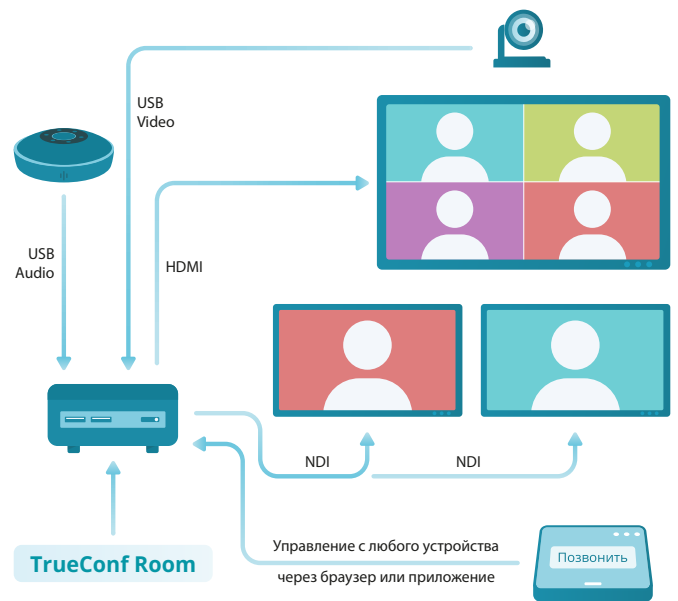 USB
Video
USB
Audio
HDMI
NDI
NDI
TrueConf Room
Управление с любого устройства
через браузер или приложение
Позвонить